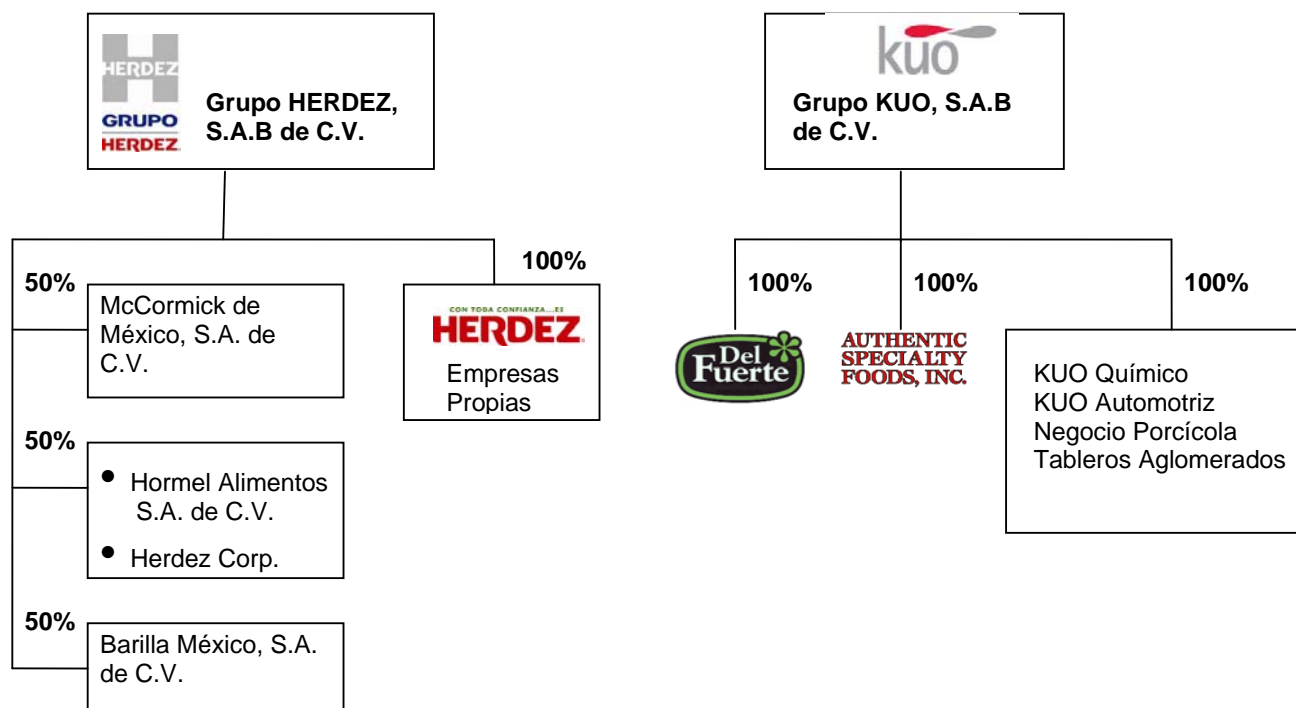 HERDEZ
GRUPO
HERDEZ
Grupo HERDEZ,
S.A.B de C.V.
50%
McCormick de
México, S.A. de
C.V.
50%
● Hormel Alimentos
S.A. de C.V.
● Herdez Corp.
50%
Barilla México, S.A.
de C.V.
100%
CON TODA CONFIANZA...ES
HERDEZ
Empresas
Propias
kuo
Grupo KUO, S.A.B
de C.V.
100%
Del
Fuerte
100%
AUTHENTIC
SPECIALTY
FOODS, INC.
100%
KUO Químico
KUO Automotriz
Negocio Porcícola
Tableros Aglomerados